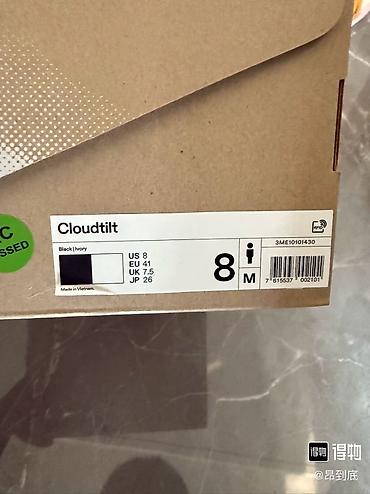 C
SSED
Cloudtilt
Black | Ivory
US 8
EU 41
UK 7.5
JP 26
Made in Vietnam.
8
M
3ME10101430
7 615537 002101
得物 得物
@昂到底